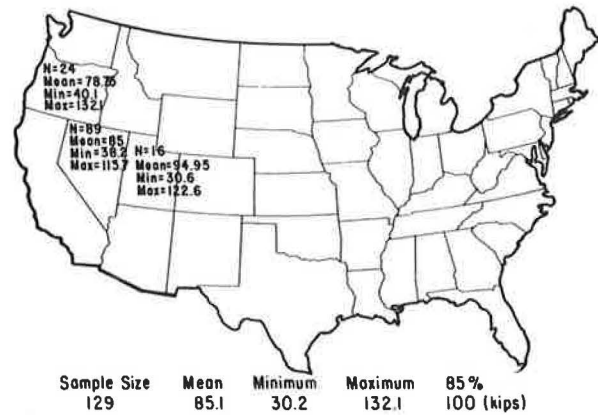 N=24
Mean=78.75
Min=40.1
Max=132.1
N=89
Mean=85
Min=38.2
Max=115.7
N=16
Mean=94.95
Min=30.6
Max=122.6
Sample Size Mean Minimum Maximum 85%
129 85.1 30.2 132.1 100 (kips)